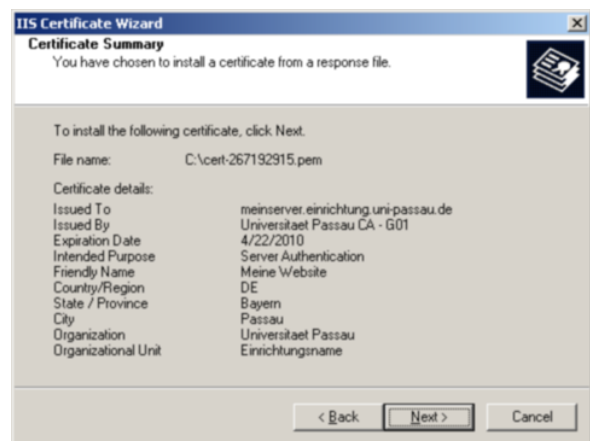 IIS Certificate Wizard
Certificate Summary
You have chosen to install a certificate from a response file.
To install the following certificate, click Next.
File name: C:\cert-267192915.pem
Certificate details:
Issued To meinserver.einrichtung.uni-passau.de
Issued By Universitaet Passau CA - G01
Expiration Date 4/22/2010
Intended Purpose Server Authentication
Friendly Name Meine Website
Country/Region DE
State / Province Bayern
City Passau
Organization Universitaet Passau
Organizational Unit Einrichtungsname
< Back Next > Cancel